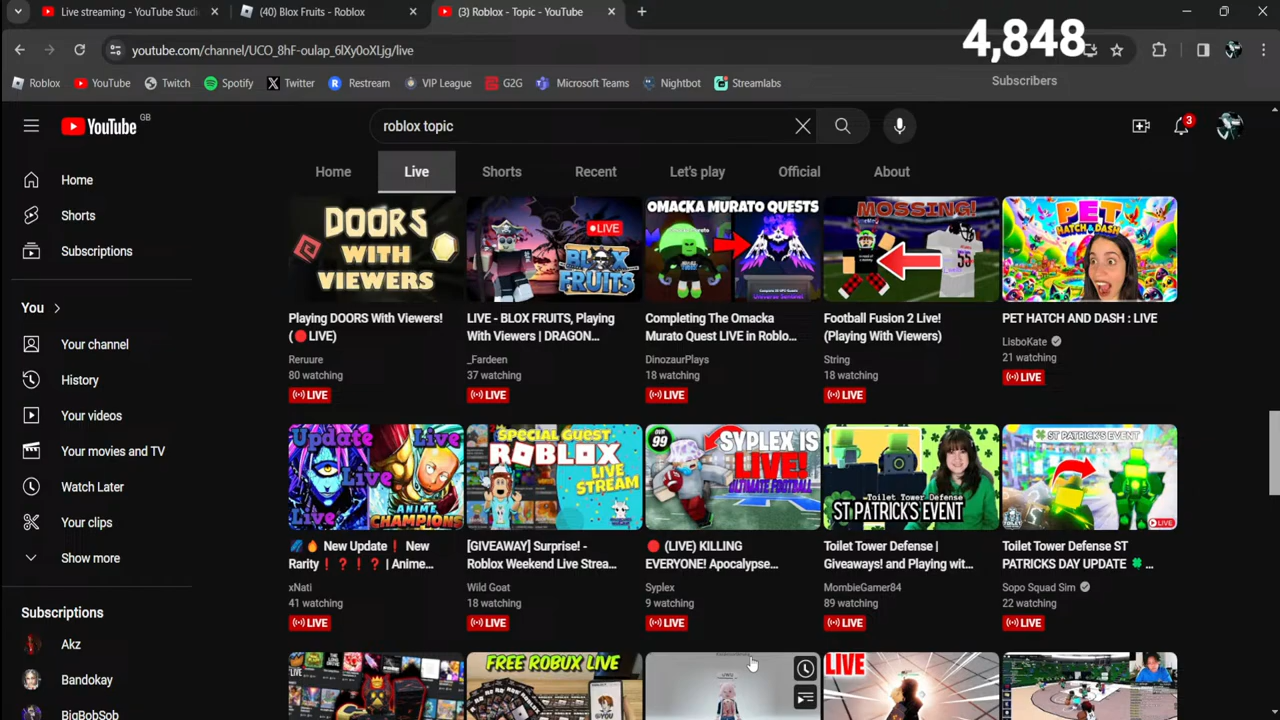 Live streaming - YouTube Studi
(40) Blox Fruits - Roblox
(3) Roblox - Topic - YouTube
4,848
Subscribers
youtube.com/channel/UCO_8hF-oulap_6lXy0oXLjg/live
Roblox
YouTube
Twitch
Spotify
Twitter
Restream
VIP League
G2G
Microsoft Teams
Nightbot
Streamlabs
YouTube GB
roblox topic
3
Home
Live
Shorts
Recent
Let's play
Official
About
Home
Shorts
Subscriptions
You
Your channel
History
Your videos
Your movies and TV
Watch Later
Your clips
Show more
Subscriptions
Akz
Bandokay
BigBobSob
DOORS
WITH
VIEWERS
Playing DOORS With Viewers!
(🔴LIVE)
Reruure
80 watching
LIVE
LIVE
BLOX
FRUITS
LIVE - BLOX FRUITS, Playing
With Viewers | DRAGON...
_Fardeen
37 watching
LIVE
OMACKA MURATO QUESTS
Completing The Omacka
Murato Quest LIVE in Roblo...
DinozaurPlays
18 watching
LIVE
MOSSING!
55
Football Fusion 2 Live!
(Playing With Viewers)
String
18 watching
LIVE
PET
HATCH & DASH
PET HATCH AND DASH : LIVE
LisboKate
21 watching
LIVE
Update Live
Live
Live
ANIME
CHAMPIONS
New Update❗ New
Rarity❗❓❗❓ | Anime...
xNati
41 watching
LIVE
SPECIAL GUEST
ROBLOX
LIVE
STREAM
[GIVEAWAY] Surprise! -
Roblox Weekend Live Strea...
Wild Goat
18 watching
LIVE
OVR
99
SYPLEX IS
LIVE!
ULTIMATE FOOTBALL
🔴 (LIVE) KILLING
EVERYONE! Apocalypse...
Syplex
9 watching
LIVE
Toilet Tower Defense
ST PATRICK'S EVENT
Toilet Tower Defense |
Giveaways! and Playing wit...
MombieGamer84
89 watching
LIVE
ST PATRICK'S EVENT
LIVE
Toilet Tower Defense ST
PATRICKS DAY UPDATE 🍀...
Sopo Squad Sim
22 watching
LIVE
FREE ROBUX LIVE
LIVE